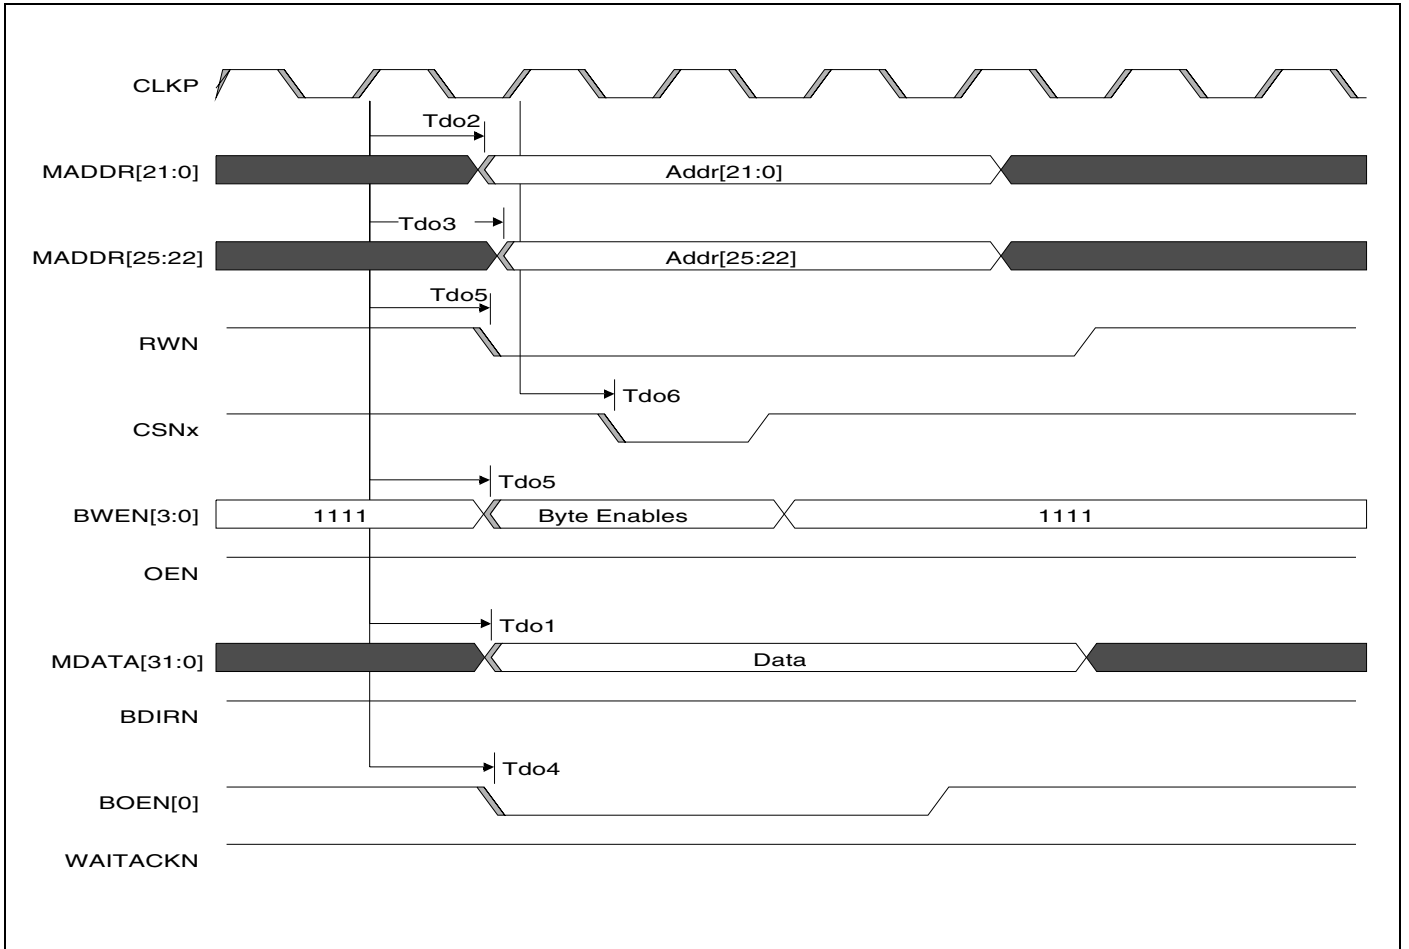 CLKP
Tdo2
MADDR[21:0] Addr[21:0]
Tdo3
MADDR[25:22] Addr[25:22]
Tdo5
RWN
Tdo6
CSNx
Tdo5
BWEN[3:0] 1111 Byte Enables 1111
OEN
Tdo1
MDATA[31:0] Data
BDIRN
Tdo4
BOEN[0]
WAITACKN